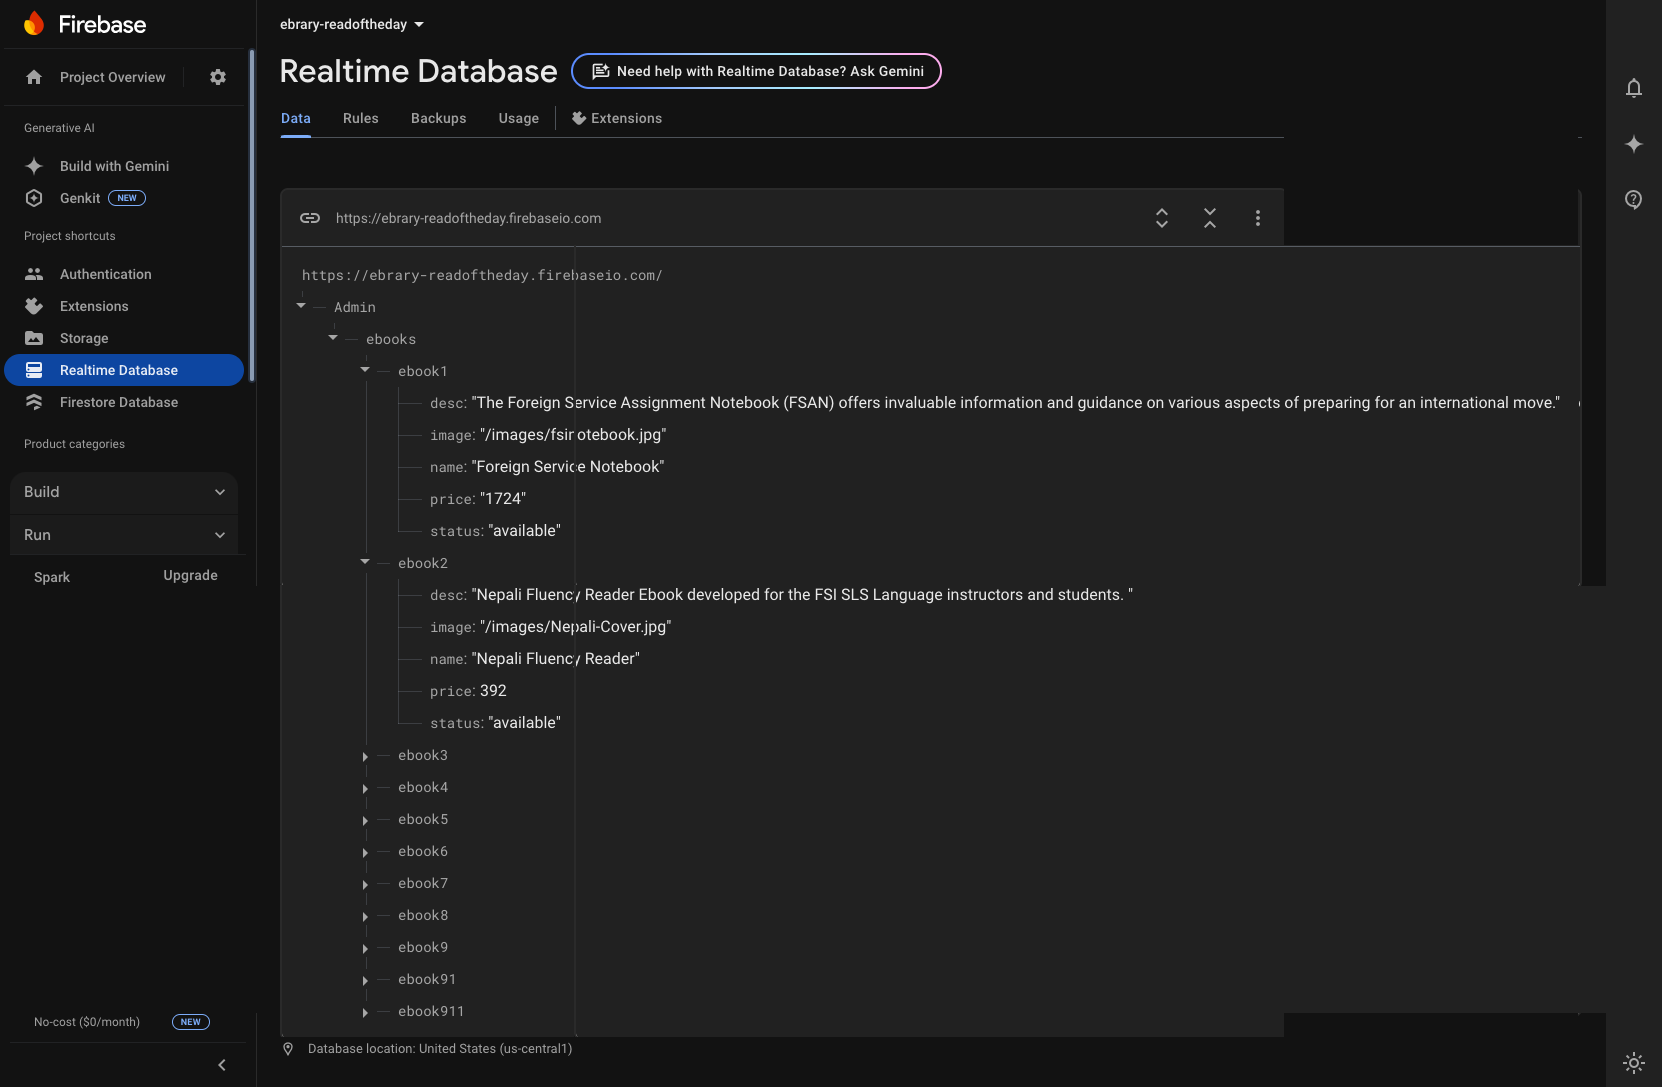 Firebase
Project Overview
Generative AI
Build with Gemini
Genkit NEW
Project shortcuts
Authentication
Extensions
Storage
Realtime Database
Firestore Database
Product categories
Build
Run
Spark Upgrade
No-cost ($0/month) NEW
ebrary-readoftheday
Realtime Database
Need help with Realtime Database? Ask Gemini
Data Rules Backups Usage Extensions
https://ebrary-readoftheday.firebaseio.com
https://ebrary-readoftheday.firebaseio.com/
Admin
ebooks
ebook1
desc: "The Foreign Service Assignment Notebook (FSAN) offers invaluable information and guidance on various aspects of preparing for an international move."
image: "/images/fsinotebook.jpg"
name: "Foreign Service Notebook"
price: "1724"
status: "available"
ebook2
desc: "Nepali Fluency Reader Ebook developed for the FSI SLS Language instructors and students. "
image: "/images/Nepali-Cover.jpg"
name: "Nepali Fluency Reader"
price: 392
status: "available"
ebook3
ebook4
ebook5
ebook6
ebook7
ebook8
ebook9
ebook91
ebook911
Database location: United States (us-central1)